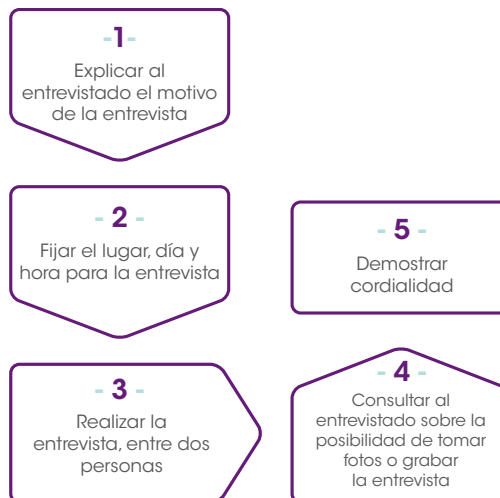 -1-
Explicar al
entrevistado el motivo
de la entrevista
- 2 -
Fijar el lugar, día y
hora para la entrevista
- 3 -
Realizar la
entrevista, entre dos
personas
- 4 -
Consultar al
entrevistado sobre la
posibilidad de tomar
fotos o grabar
la entrevista
- 5 -
Demostrar
cordialidad